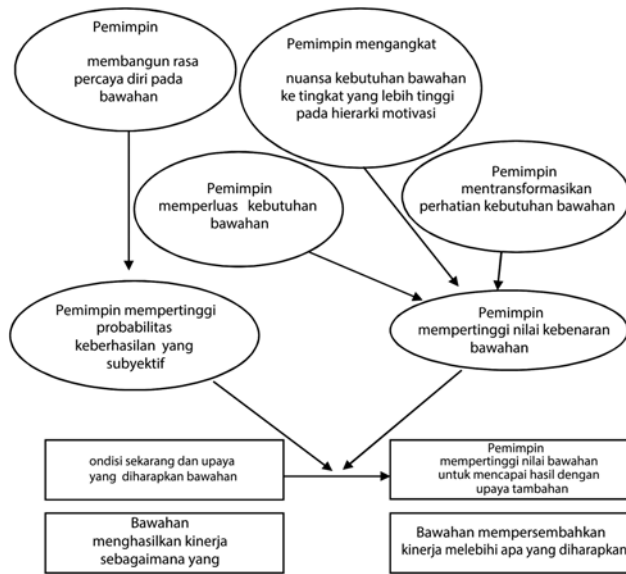 Pemimpin
membangun rasa
percaya diri pada
bawahan
Pemimpin mengangkat
nuansa kebutuhan bawahan
ke tingkat yang lebih tinggi
pada hierarki motivasi
Pemimpin
memperluas kebutuhan
bawahan
Pemimpin
mentransformasikan
perhatian kebutuhan bawahan
Pemimpin mempertinggi
probabilitas
keberhasilan yang
subyektif
Pemimpin
mempertinggi nilai kebenaran
bawahan
ondisi sekarang dan upaya
yang diharapkan bawahan
Pemimpin
mempertinggi nilai bawahan
untuk mencapai hasil dengan
upaya tambahan
Bawahan
menghasilkan kinerja
sebagaimana yang
Bawahan mempersembahkan
kinerja melebihi apa yang diharapkan